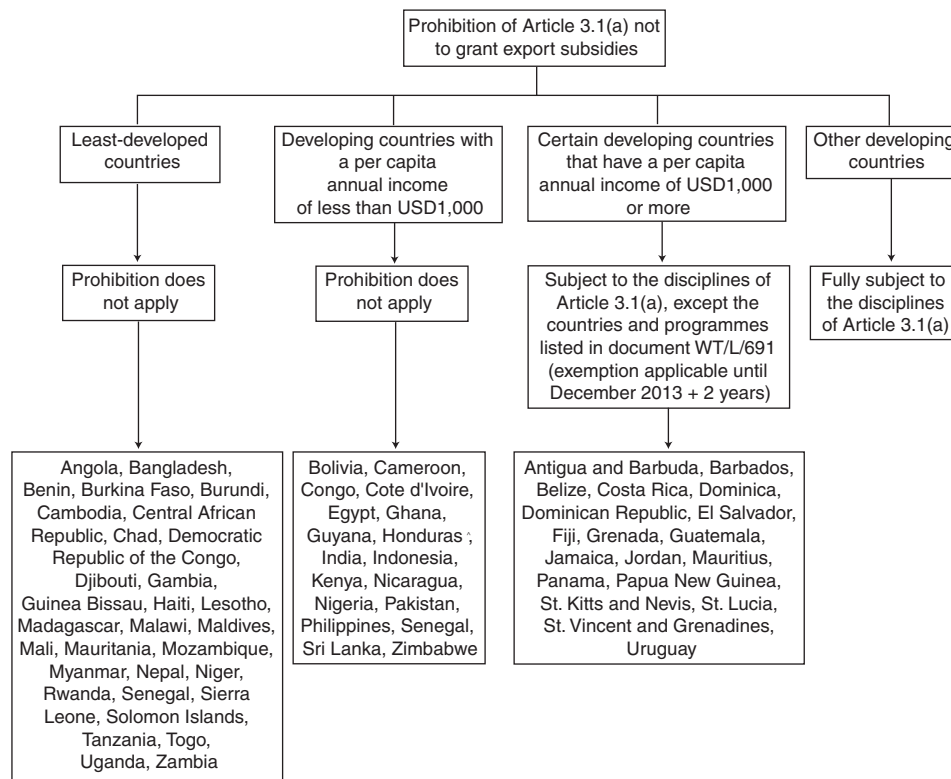 Prohibition of Article 3.1(a) not
to grant export subsidies
Least-developed
countries
Developing countries with
a per capita
annual income
of less than USD1,000
Certain developing countries
that have a per capita
annual income of USD1,000
or more
Other developing
countries
Prohibition does
not apply
Prohibition does
not apply
Subject to the disciplines of
Article 3.1(a), except the
countries and programmes
listed in document WT/L/691
(exemption applicable until
December 2013 + 2 years)
Fully subject to
the disciplines
of Article 3.1(a)
Angola, Bangladesh,
Benin, Burkina Faso, Burundi,
Cambodia, Central African
Republic, Chad, Democratic
Republic of the Congo,
Djibouti, Gambia,
Guinea Bissau, Haiti, Lesotho,
Madagascar, Malawi, Maldives,
Mali, Mauritania, Mozambique,
Myanmar, Nepal, Niger,
Rwanda, Senegal, Sierra
Leone, Solomon Islands,
Tanzania, Togo,
Uganda, Zambia
Bolivia, Cameroon,
Congo, Cote d'Ivoire,
Egypt, Ghana,
Guyana, Honduras,
India, Indonesia,
Kenya, Nicaragua,
Nigeria, Pakistan,
Philippines, Senegal,
Sri Lanka, Zimbabwe
Antigua and Barbuda, Barbados,
Belize, Costa Rica, Dominica,
Dominican Republic, El Salvador,
Fiji, Grenada, Guatemala,
Jamaica, Jordan, Mauritius,
Panama, Papua New Guinea,
St. Kitts and Nevis, St. Lucia,
St. Vincent and Grenadines,
Uruguay